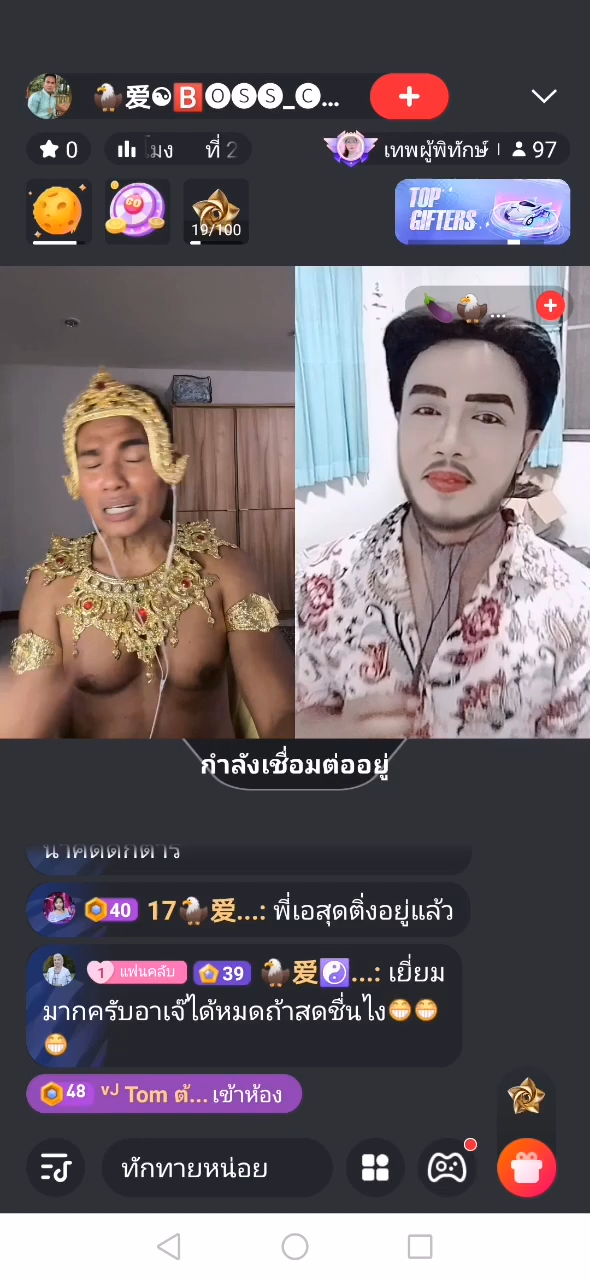 🦅爱☯🅱🅞🅢🅢_🅒...
0
ที่ 2
เทพผู้พิทักษ์ | 97
GO
19/100
TOP
GIFTERS
🍆🦅...
กำลังเชื่อมต่ออยู่
40 17🦅爱...: พี่เอสุดติ่งอยู่แล้ว
1 แฟนคลับ 39 🦅爱☯️...: เยี่ยม
มากครับอาเจ๊ได้หมดถ้าสดชื่นไง😁😁
😁
48 vJ Tom ต้... เข้าห้อง
ทักทายหน่อย